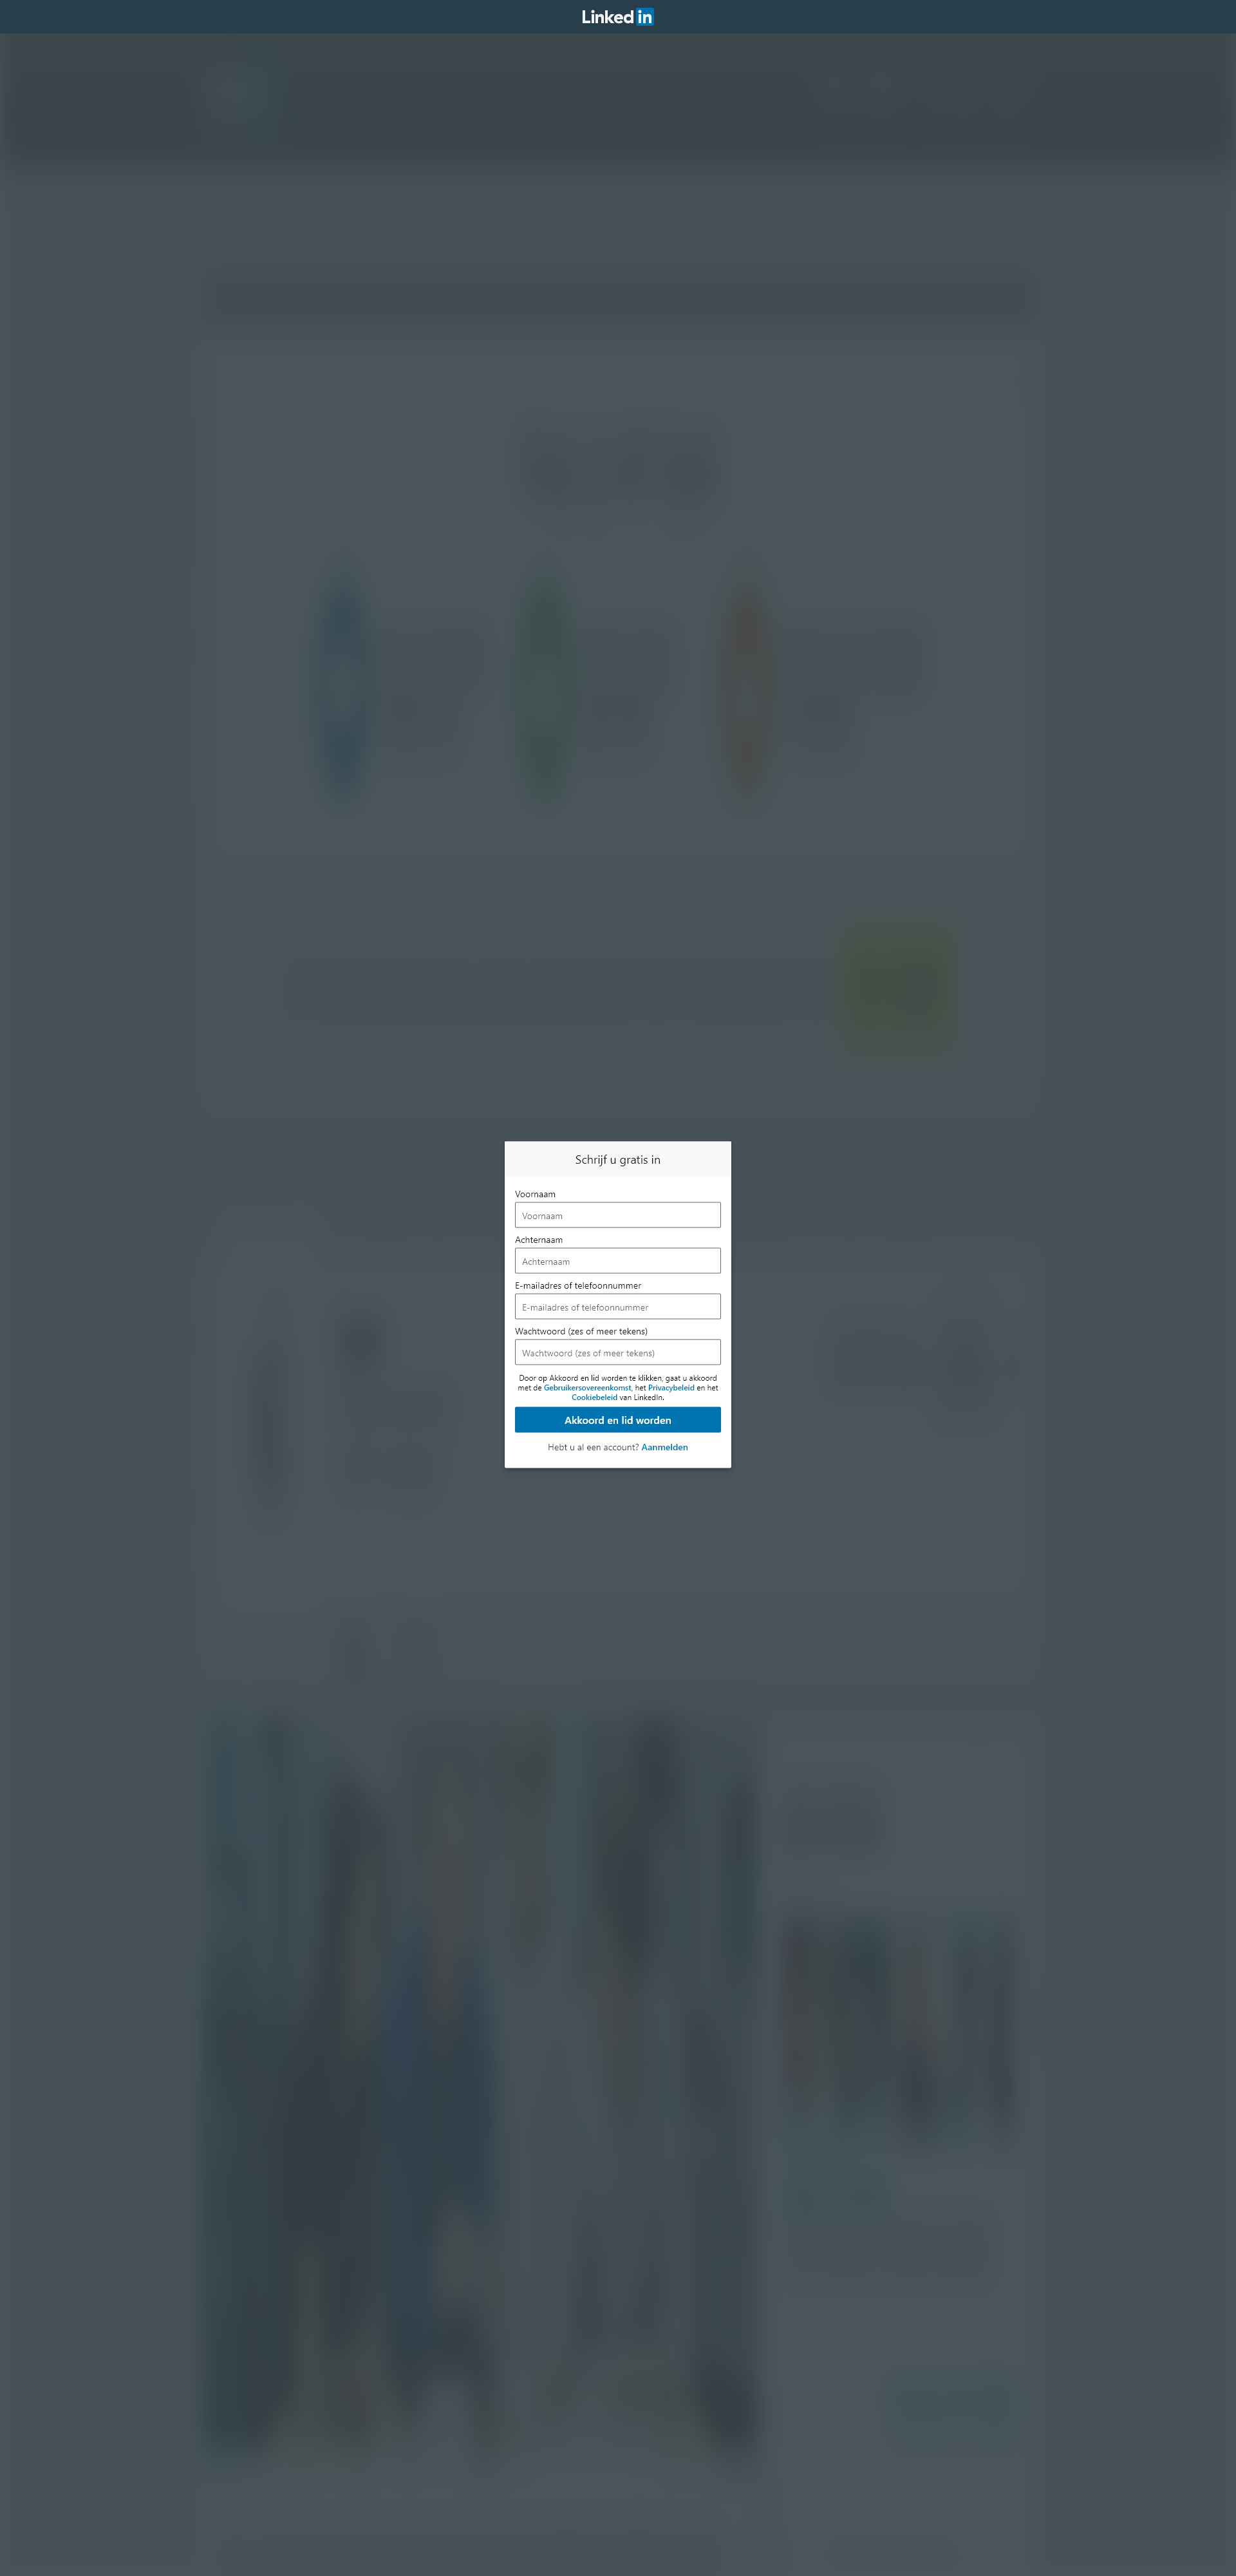 Linked in
Schrijf u gratis in
Voornaam
Voornaam
Achternaam
Achternaam
E-mailadres of telefoonnummer
E-mailadres of telefoonnummer
Wachtwoord (zes of meer tekens)
Wachtwoord (zes of meer tekens)
Door op Akkoord en lid worden te klikken, gaat u akkoord
met de Gebruikersovereenkomst, het Privacybeleid en het
Cookiebeleid van LinkedIn.
Akkoord en lid worden
Hebt u al een account? Aanmelden